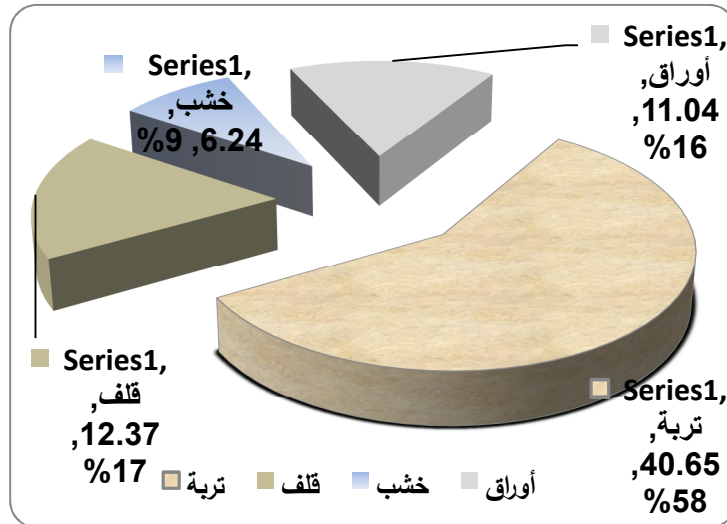 Series1,
أوراق,
11.04,
%16
Series1,
خشب,
6.24, 9%
Series1,
قلف,
12.37,
%17
Series1,
تربة,
40.65,
%58
تربة قلف خشب أوراق